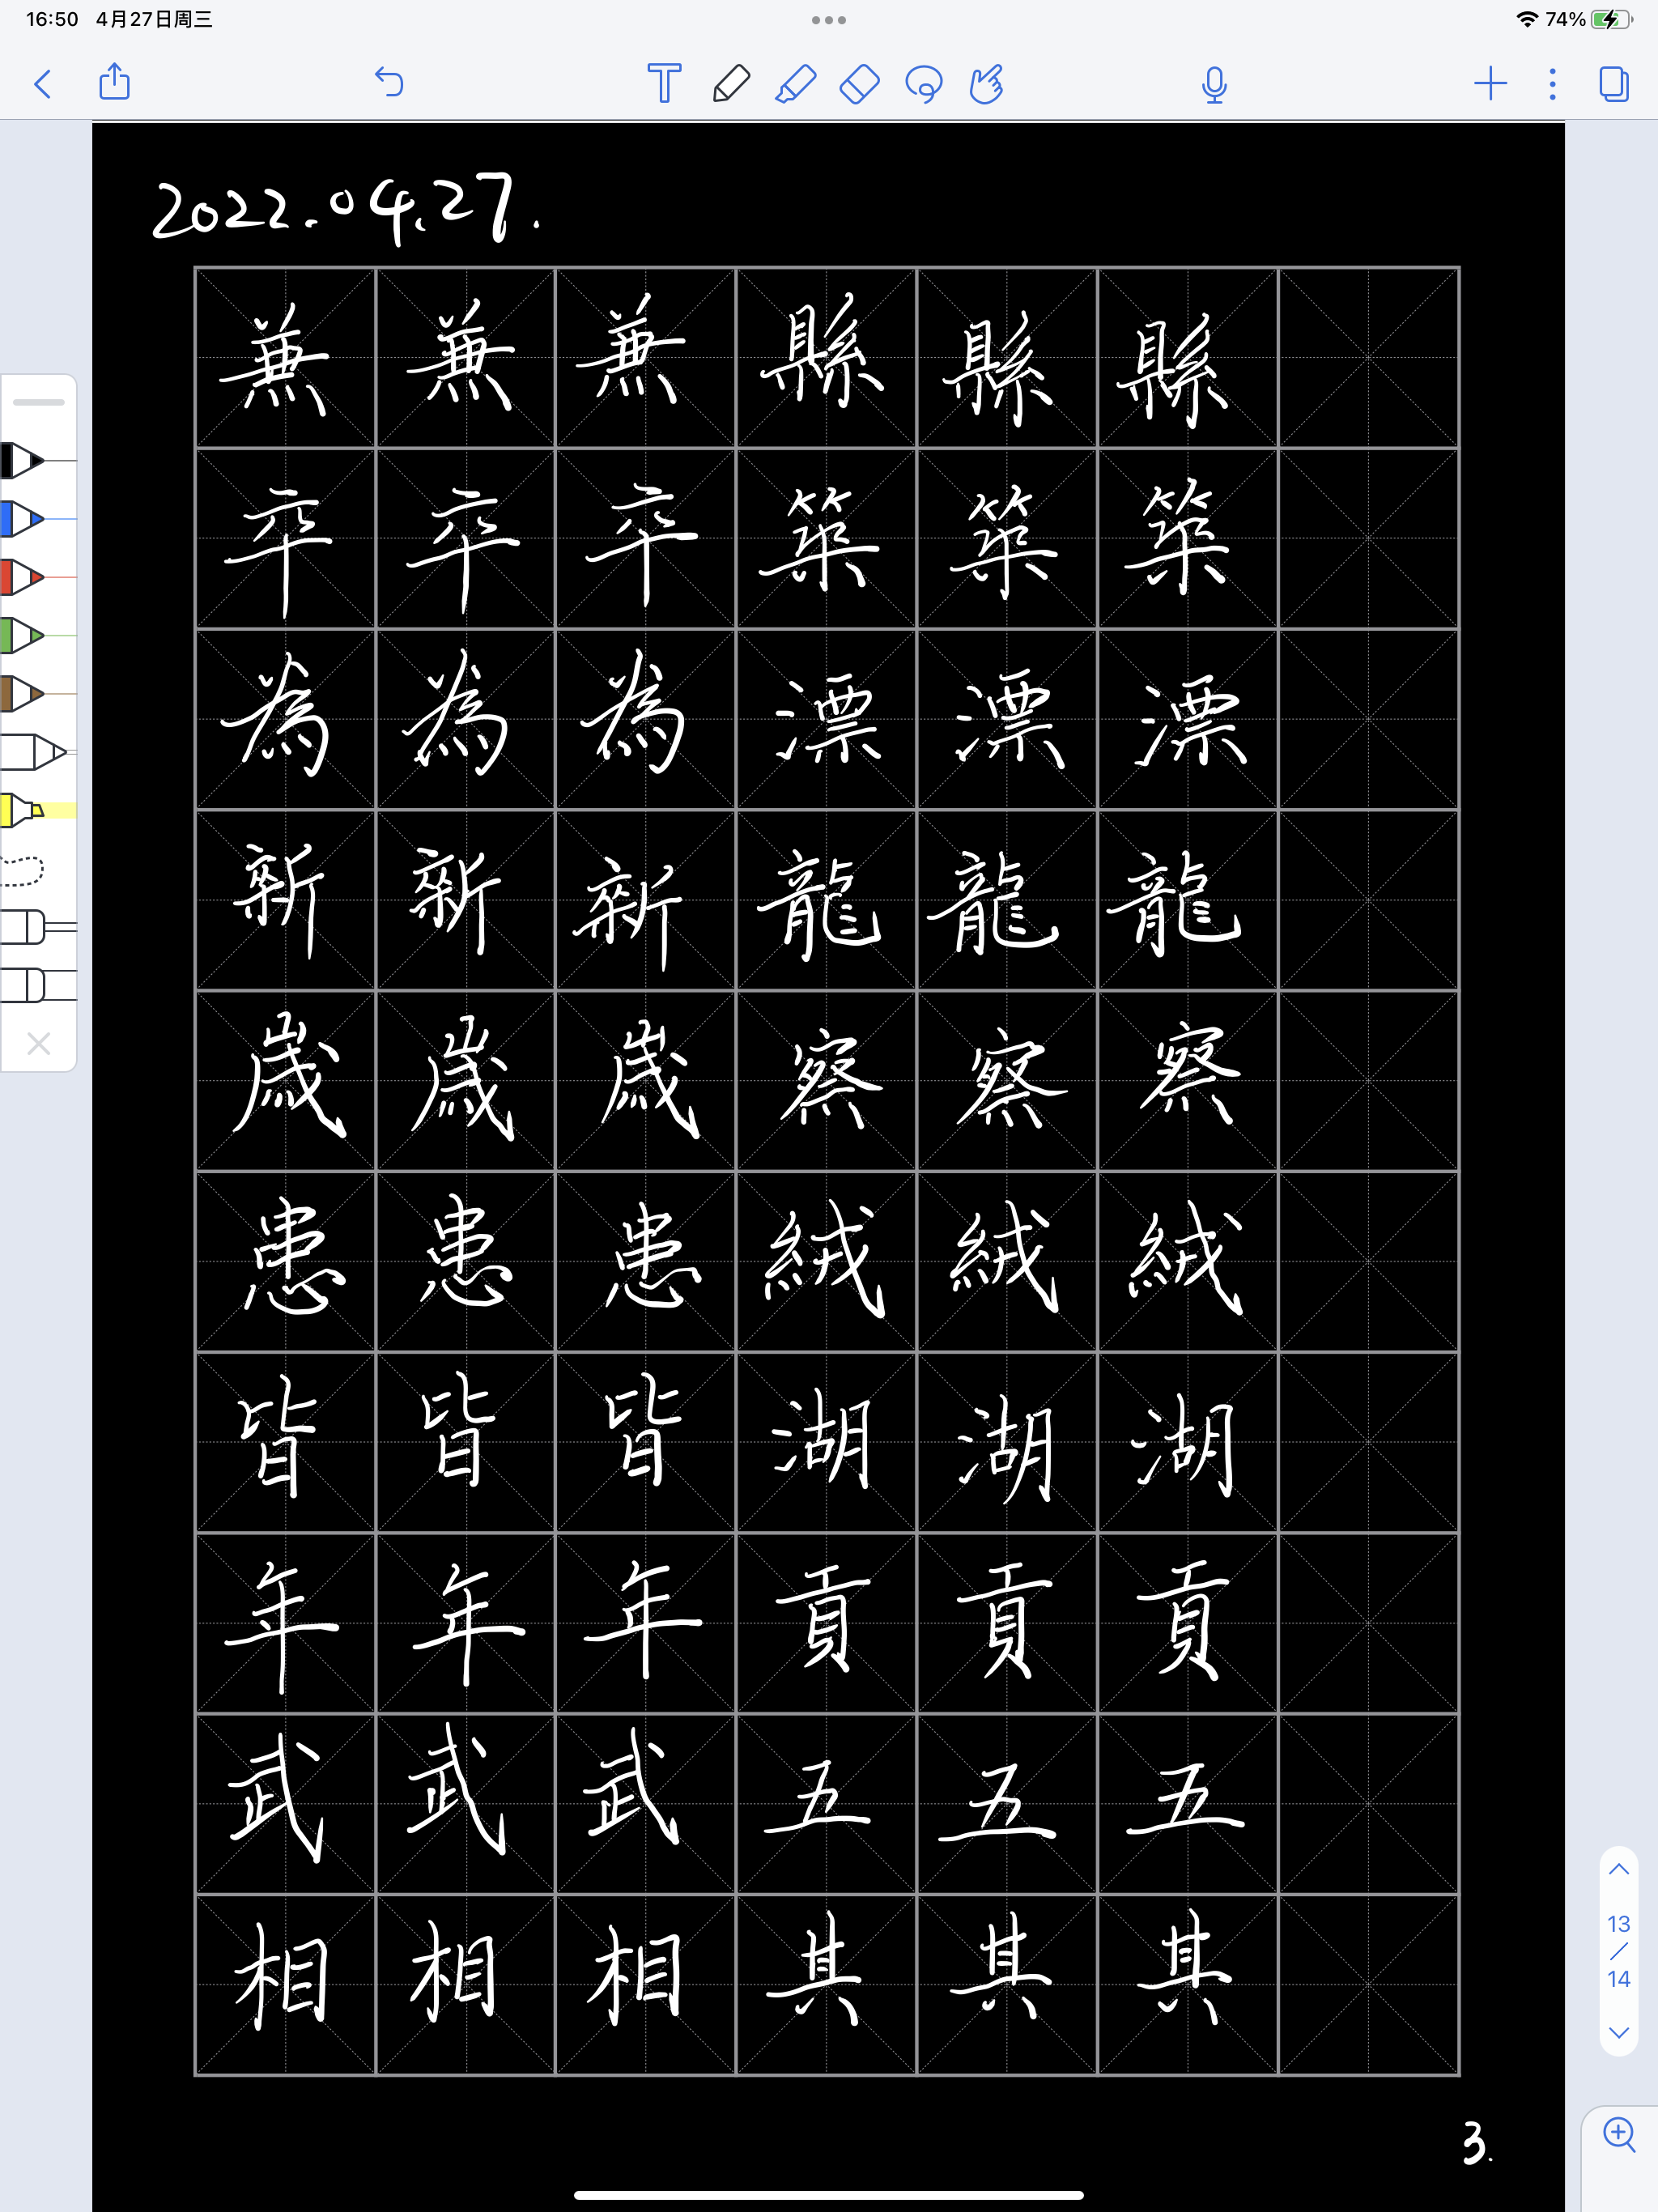 16:50 4月27日周三 74%
2022.04.27.
兼兼兼縣縣縣
卒卒卒築築築
為為為漂漂漂
新新新龍龍龍
歲歲歲察察察
患患患絨絨絨
皆皆皆湖湖湖
年年年貢貢貢
武武武五五五
相相相其其其
13
/
14
3.